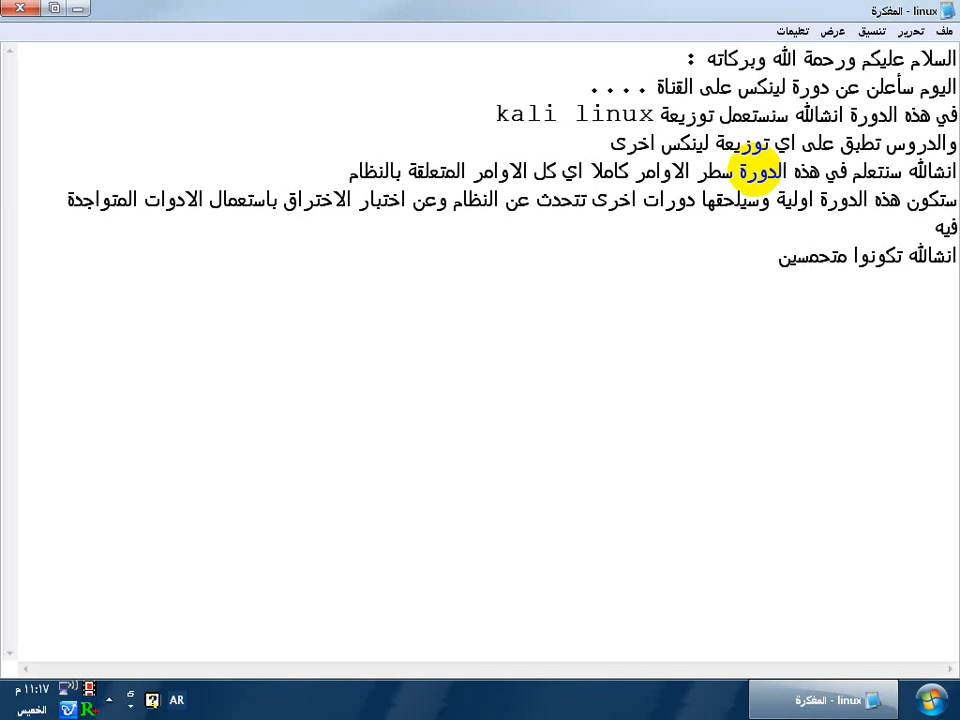 linux - المفكرة
ملف تحرير تنسيق عرض تعليمات
السلام عليكم ورحمة الله وبركاته :
اليوم سأعلن عن دورة لينكس على القناة ....
في هذه الدورة انشالله سنستعمل توزيعة kali linux
والدروس تطبق على اي توزيعة لينكس اخرى
انشالله سنتعلم في هذه الدورة سطر الاوامر كاملا اي كل الاوامر المتعلقة بالنظام
ستكون هذه الدورة اولية وسيلحقها دورات اخرى تتحدث عن النظام وعن اختبار الاختراق باستعمال الادوات المتواجدة
فيه
انشالله تكونوا متحمسين
linux - المفكرة
AR
١١:١٧ م
الخميس